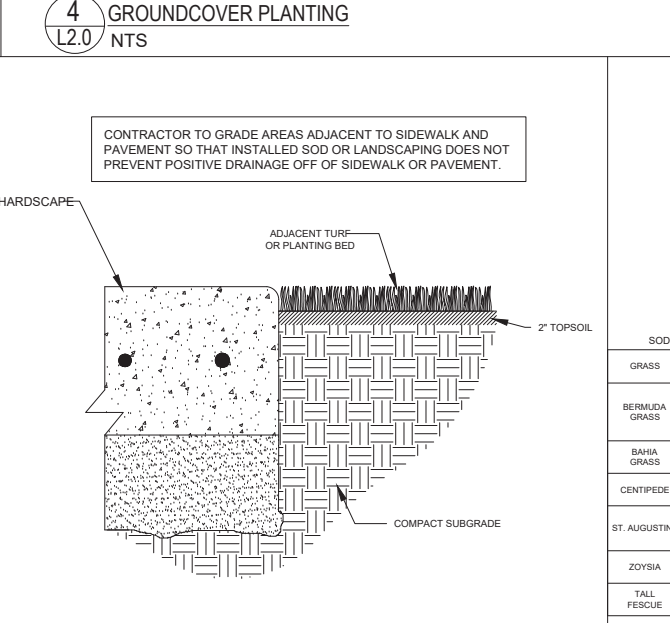 4
L2.0
GROUNDCOVER PLANTING
NTS
CONTRACTOR TO GRADE AREAS ADJACENT TO SIDEWALK AND
PAVEMENT SO THAT INSTALLED SOD OR LANDSCAPING DOES NOT
PREVENT POSITIVE DRAINAGE OFF OF SIDEWALK OR PAVEMENT.
HARDSCAPE
ADJACENT TURF
OR PLANTING BED
2" TOPSOIL
COMPACT SUBGRADE
SOD
GRASS
BERMUDA
GRASS
BAHIA
GRASS
CENTIPEDE
ST. AUGUSTIN
ZOYSIA
TALL
FESCUE